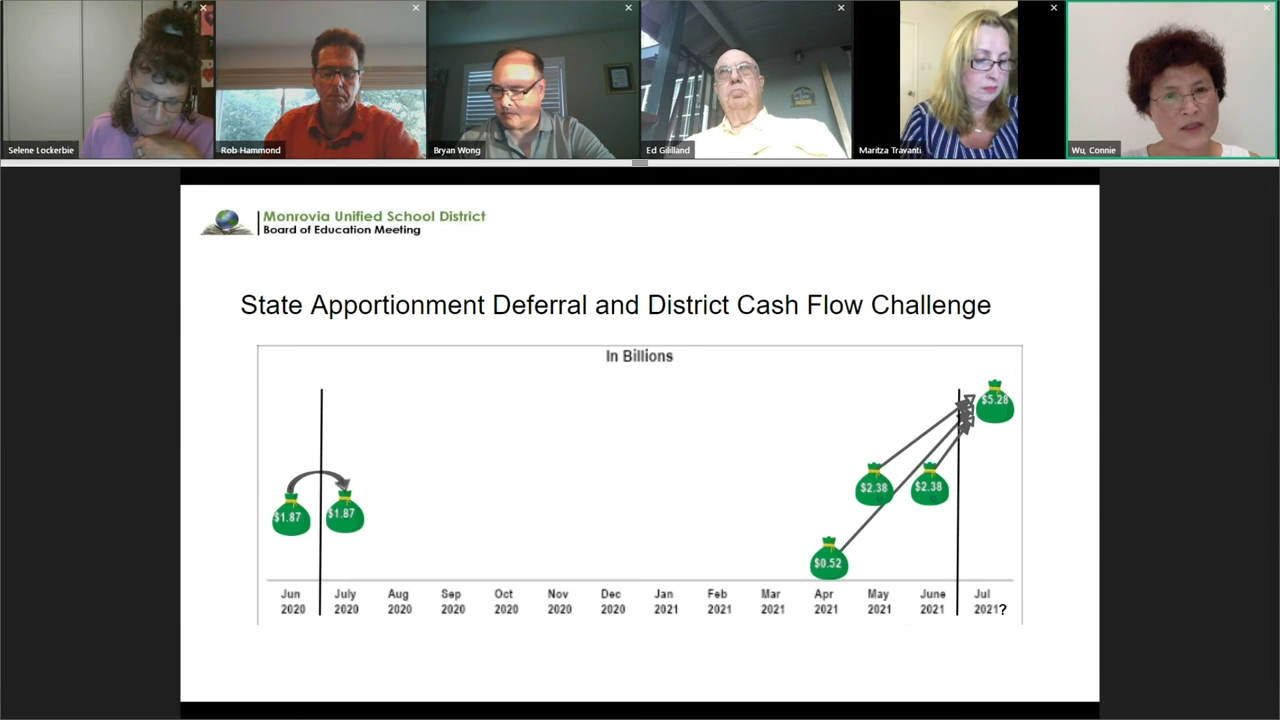 Selene Lockerbie
Rob Hammond
Bryan Wong
Ed Gililland
Maritza Travanti
Wu, Connie
Monrovia Unified School District
Board of Education Meeting
State Apportionment Deferral and District Cash Flow Challenge
In Billions
$5.28
$2.38
$2.38
$1.87
$1.87
$0.52
Jun 2020
July 2020
Aug 2020
Sep 2020
Oct 2020
Nov 2020
Dec 2020
Jan 2021
Feb 2021
Mar 2021
Apr 2021
May 2021
June 2021
Jul 2021?